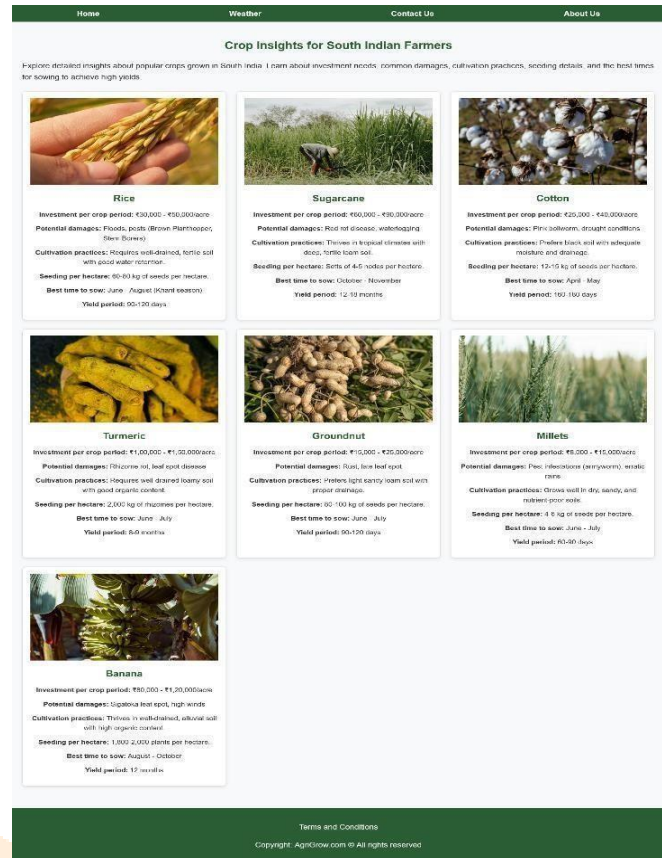 Home Weather Contact Us About Us
Crop Insights for South Indian Farmers
Explore detailed insights about popular crops grown in South India. Learn about investment needs, common damages, cultivation practices, seeding details, and the best times
for sowing to achieve high yields.
Rice
Investment per crop period: ₹30,000 - ₹50,000/acre
Potential damages: Floods, pests (Brown Planthopper,
Stem Borers)
Cultivation practices: Requires well-drained, fertile soil
with good water retention.
Seeding per hectare: 60-80 kg of seeds per hectare.
Best time to sow: June - August (Kharif season)
Yield period: 90-120 days
Sugarcane
Investment per crop period: ₹60,000 - ₹90,000/acre
Potential damages: Red rot disease, waterlogging
Cultivation practices: Thrives in tropical climates with
deep, fertile loam soil.
Seeding per hectare: Setts of 4-5 nodes per hectare.
Best time to sow: October - November
Yield period: 12-18 months
Cotton
Investment per crop period: ₹25,000 - ₹40,000/acre
Potential damages: Pink bollworm, drought conditions
Cultivation practices: Prefers black soil with adequate
moisture and drainage.
Seeding per hectare: 12-15 kg of seeds per hectare.
Best time to sow: April - May
Yield period: days
Turmeric
Investment per crop period: ₹1,00,000 - ₹1,50,000/acre
Potential damages: Rhizome rot, leaf spot disease
Cultivation practices: Requires well drained loamy soil
with good organic content.
Seeding per hectare: 2,000 kg of rhizomes per hectare.
Best time to sow: June - July
Yield period: 8-9 months
Groundnut
Investment per crop period: ₹15,000 - ₹25,000/acre
Potential damages: Rust, late leaf spot
Cultivation practices: Prefers light sandy loam soil with
proper drainage.
Seeding per hectare: kg of seeds per hectare.
Best time to sow: June - July
Yield period: 90-120 days
Millets
Investment per crop period: ₹8,000 - ₹15,000/acre
Potential damages: Pest infestations (armyworm), erratic
rains
Cultivation practices: Grows well in dry, sandy, and
nutrient-poor soils.
Seeding per hectare: kg of seeds per hectare.
Best time to sow: June - July
Yield period: 60-90 days
Banana
Investment per crop period: ₹80,000 - ₹1,20,000/acre
Potential damages: Sigatoka leaf spot, high winds
Cultivation practices: Thrives in well-drained, alluvial soil
with high organic content.
Seeding per hectare: 1,800-2,000 plants per hectare.
Best time to sow: August - October
Yield period: 12 months
Terms and Conditions
Copyright: AgriGrow.com © All rights reserved